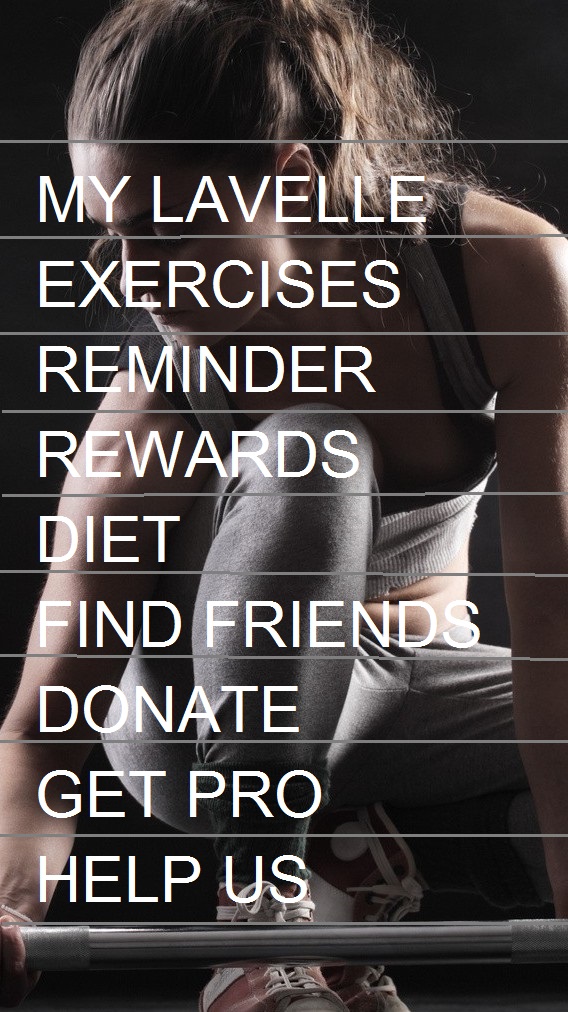 MY LAVELLE
EXERCISES
REMINDER
REWARDS
DIET
FIND FRIENDS
DONATE
GET PRO
HELP US